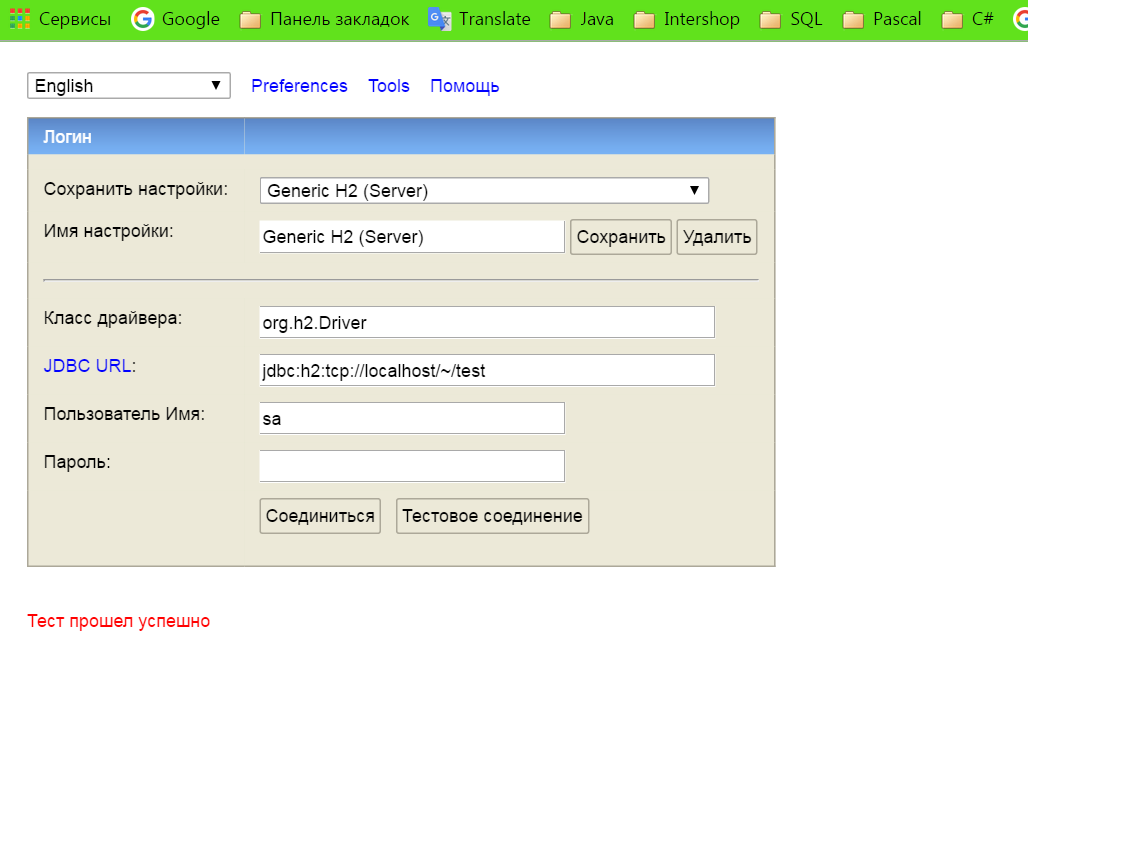 Сервисы Google Панель закладок Translate Java Intershop SQL Pascal C#
English Preferences Tools Помощь
Логин
Сохранить настройки: Generic H2 (Server)
Имя настройки: Generic H2 (Server) Сохранить Удалить
Класс драйвера: org.h2.Driver
JDBC URL: jdbc:h2:tcp://localhost/~/test
Пользователь Имя: sa
Пароль:
Соединиться Тестовое соединение
Тест прошел успешно